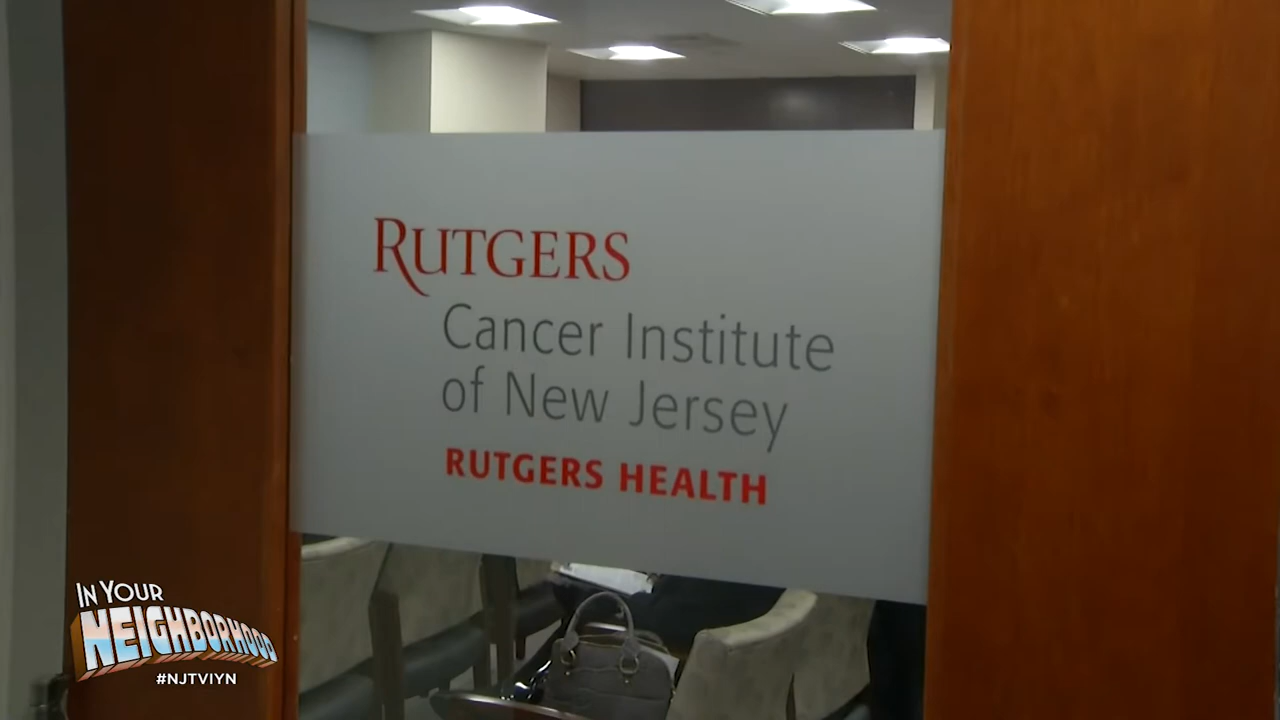 RUTGERS
Cancer Institute
of New Jersey
RUTGERS HEALTH
IN YOUR
NEIGHBORHOOD
#NJTVIYN